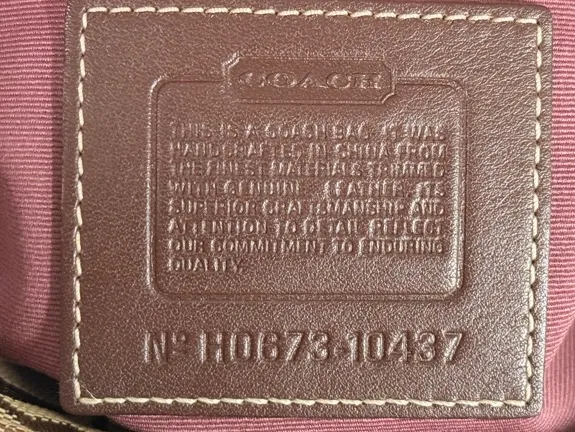 COACH
THIS IS A COACH BAG. IT WAS
HANDCRAFTED IN CHINA FROM
THE FINEST MATERIALS TRIMMED
WITH GENUINE LEATHER. ITS
SUPERIOR CRAFTSMANSHIP AND
ATTENTION TO DETAIL REFLECT
OUR COMMITMENT TO ENDURING
QUALITY.
Nº H0673-10437